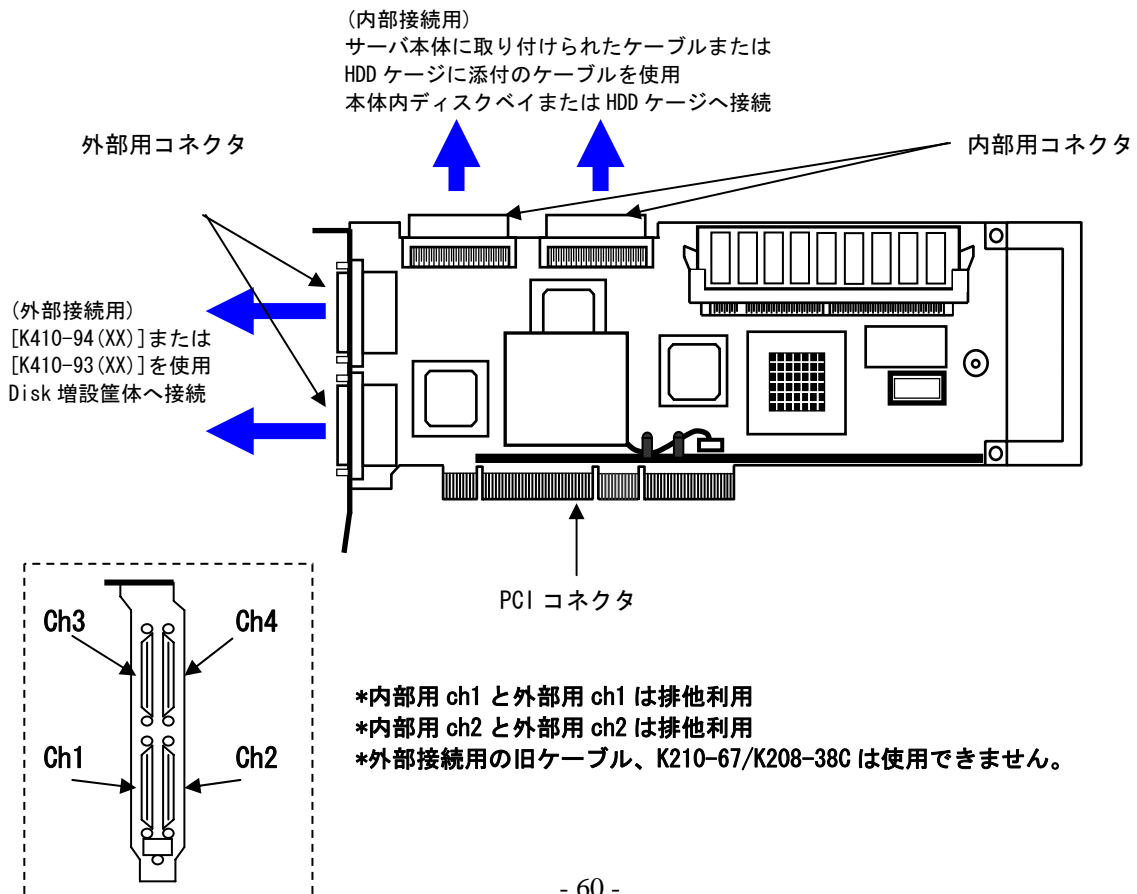 (内部接続用)
サーバ本体に取り付けられたケーブルまたは
HDD ケージに添付のケーブルを使用
本体内ディスクベイまたは HDD ケージへ接続
外部用コネクタ
内部用コネクタ
(外部接続用)
[K410-94(XX)]または
[K410-93(XX)]を使用
Disk 増設筐体へ接続
PCI コネクタ
Ch3
Ch4
Ch1
Ch2
*内部用 ch1 と外部用 ch1 は排他利用
*内部用 ch2 と外部用 ch2 は排他利用
*外部接続用の旧ケーブル、K210-67/K208-38C は使用できません。
- 60 -